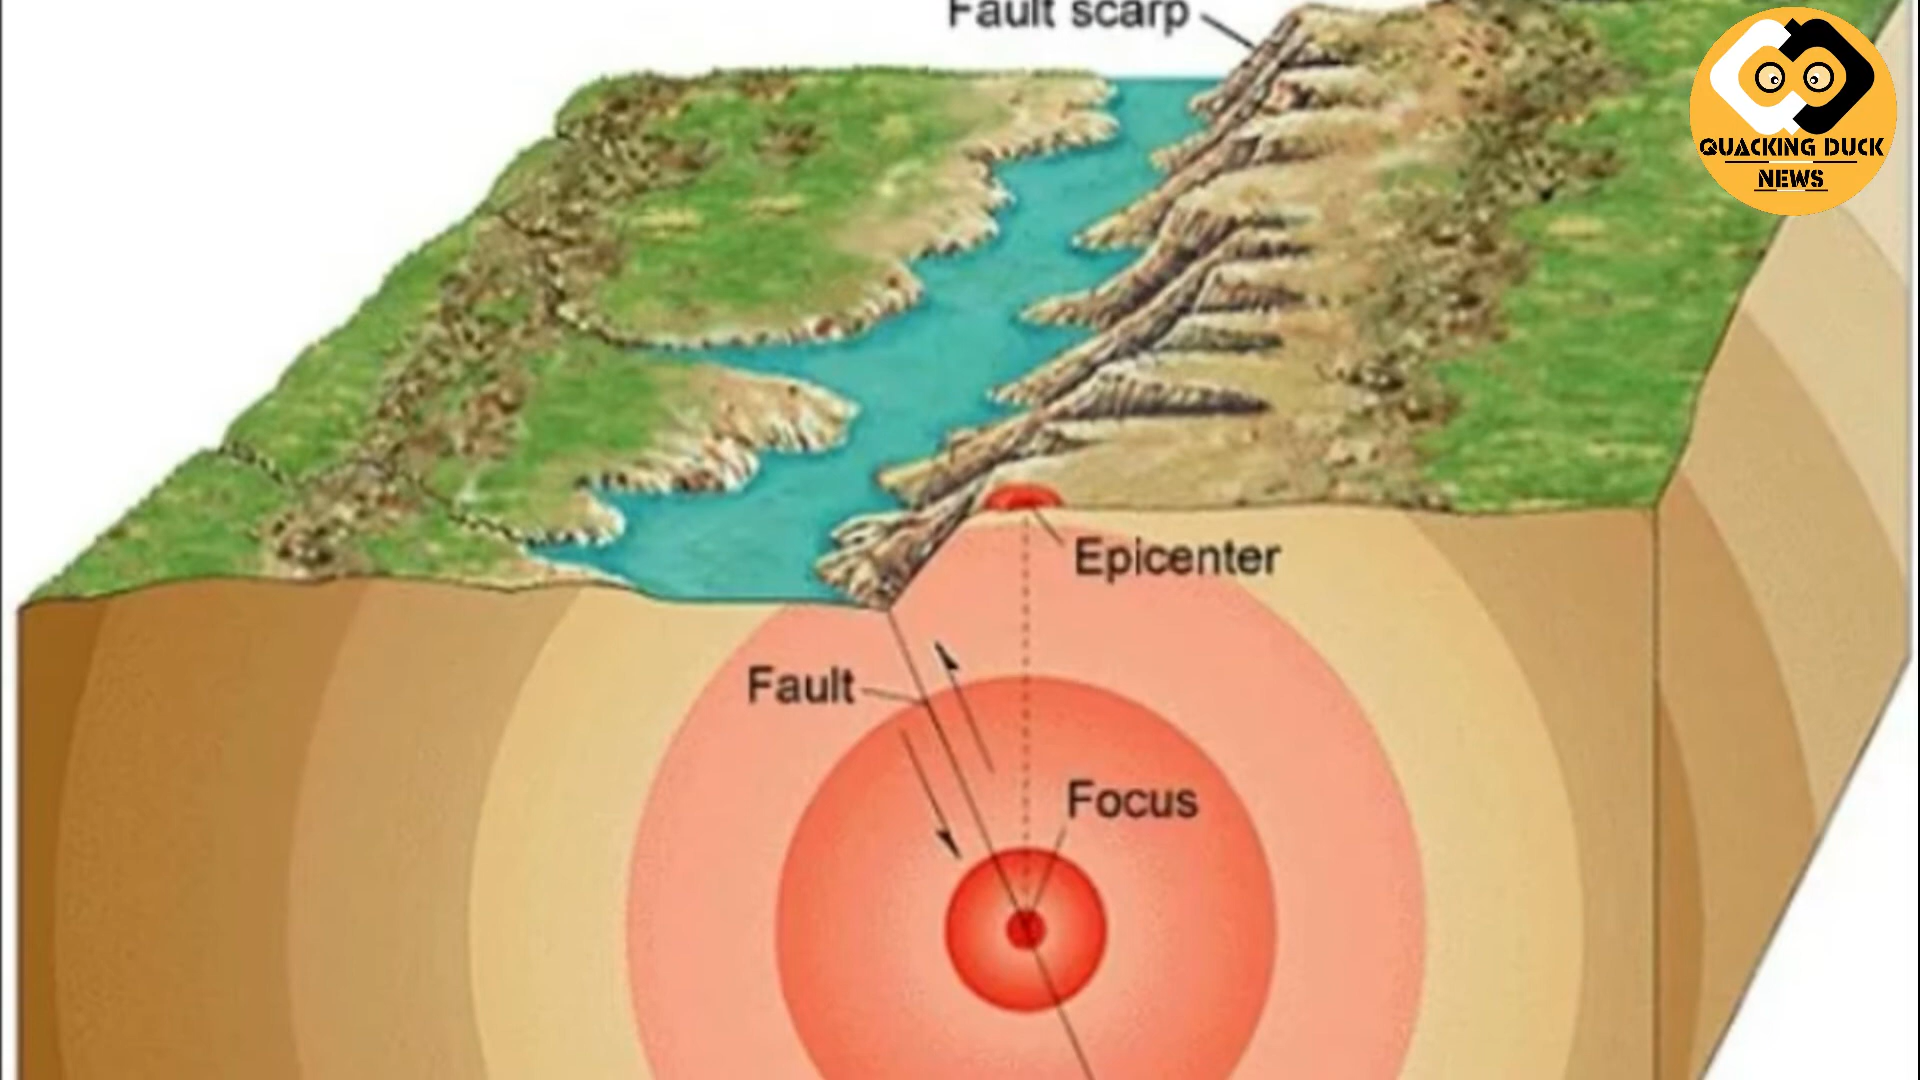 Fault scarp
QUACKING DUCK
NEWS
Epicenter
Fault
Focus